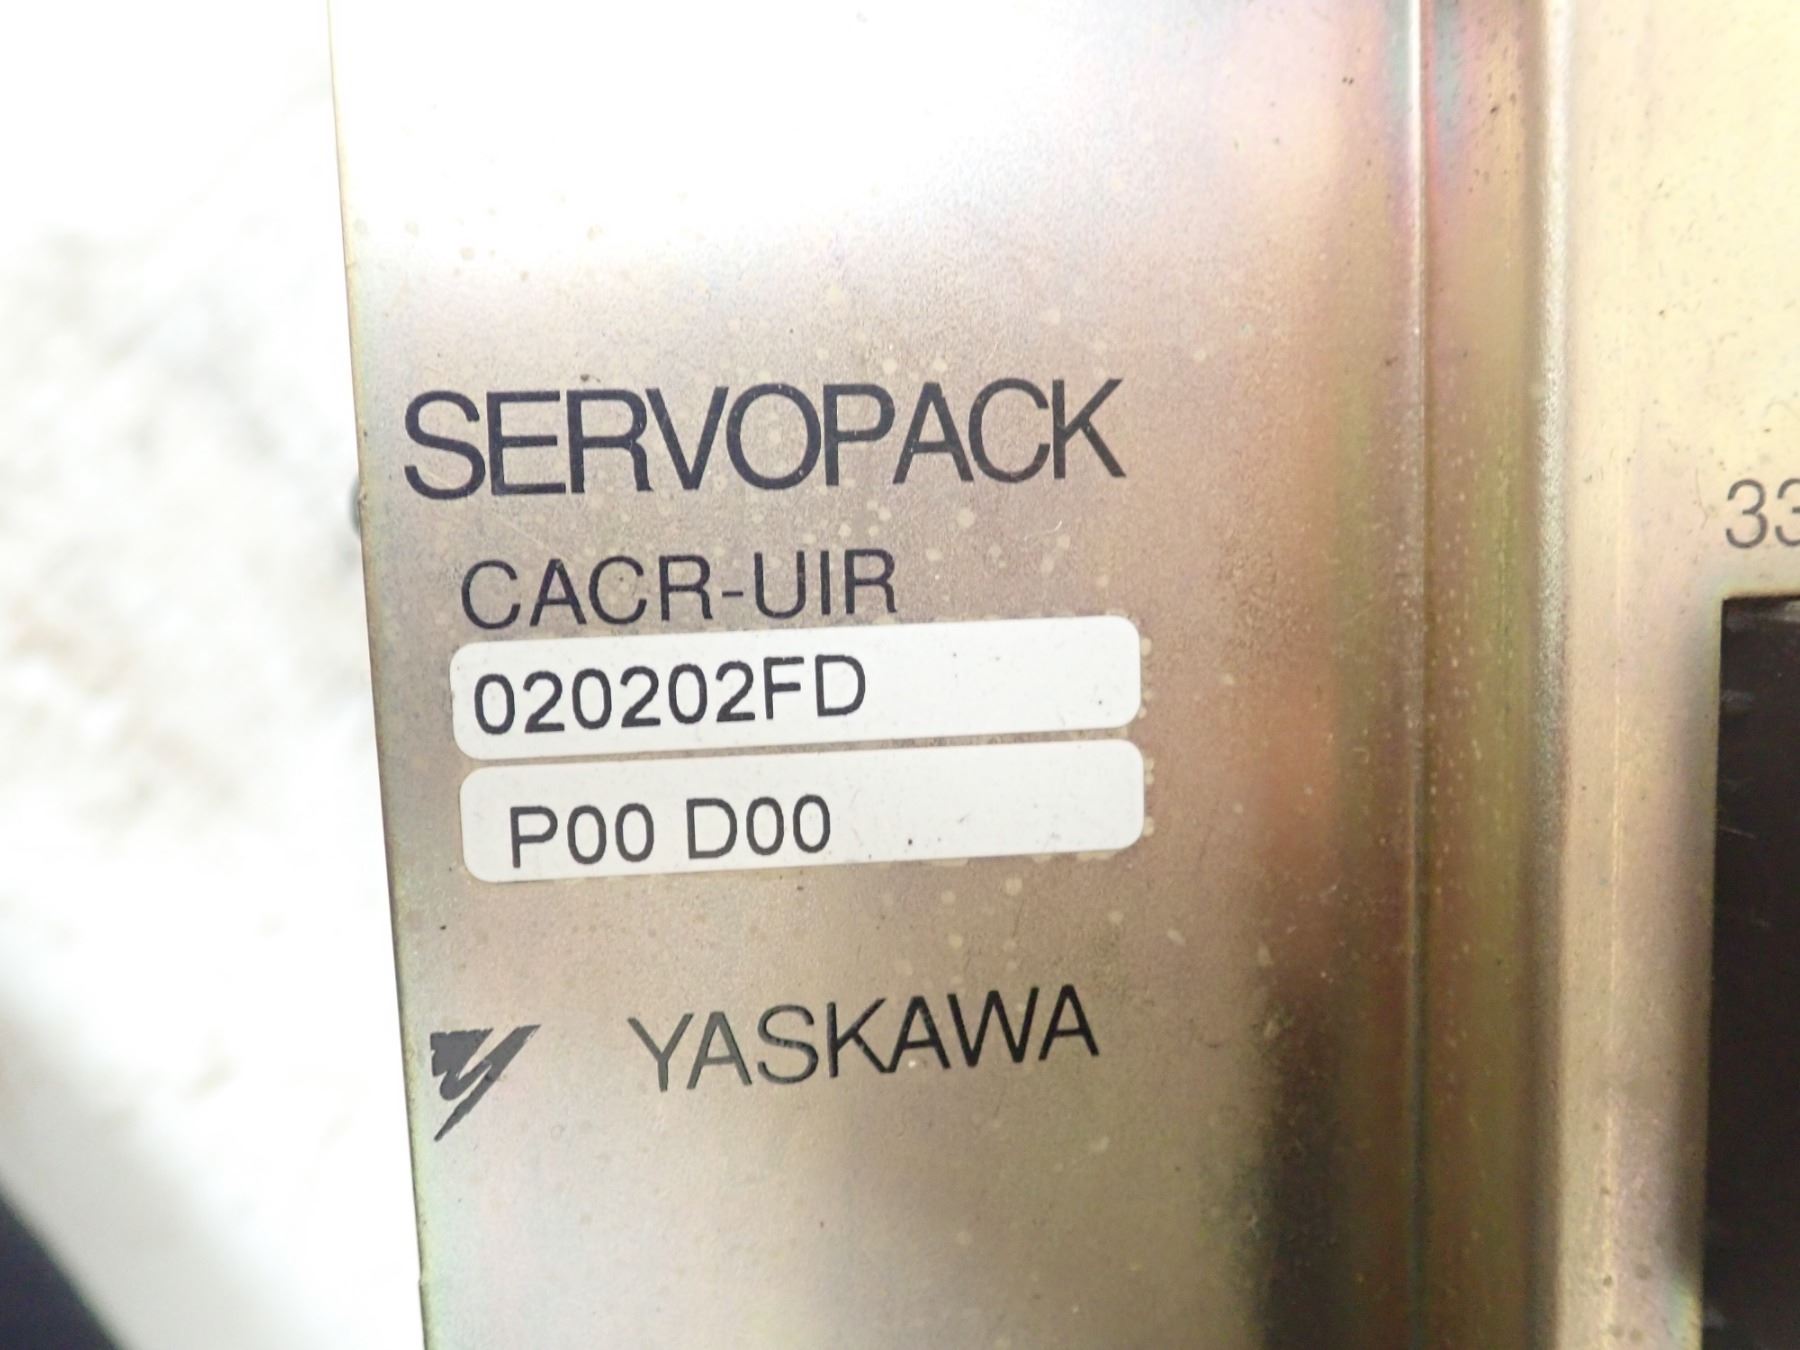 SERVOPACK
CACR-UIR
020202FD
P00 D00
YASKAWA
33